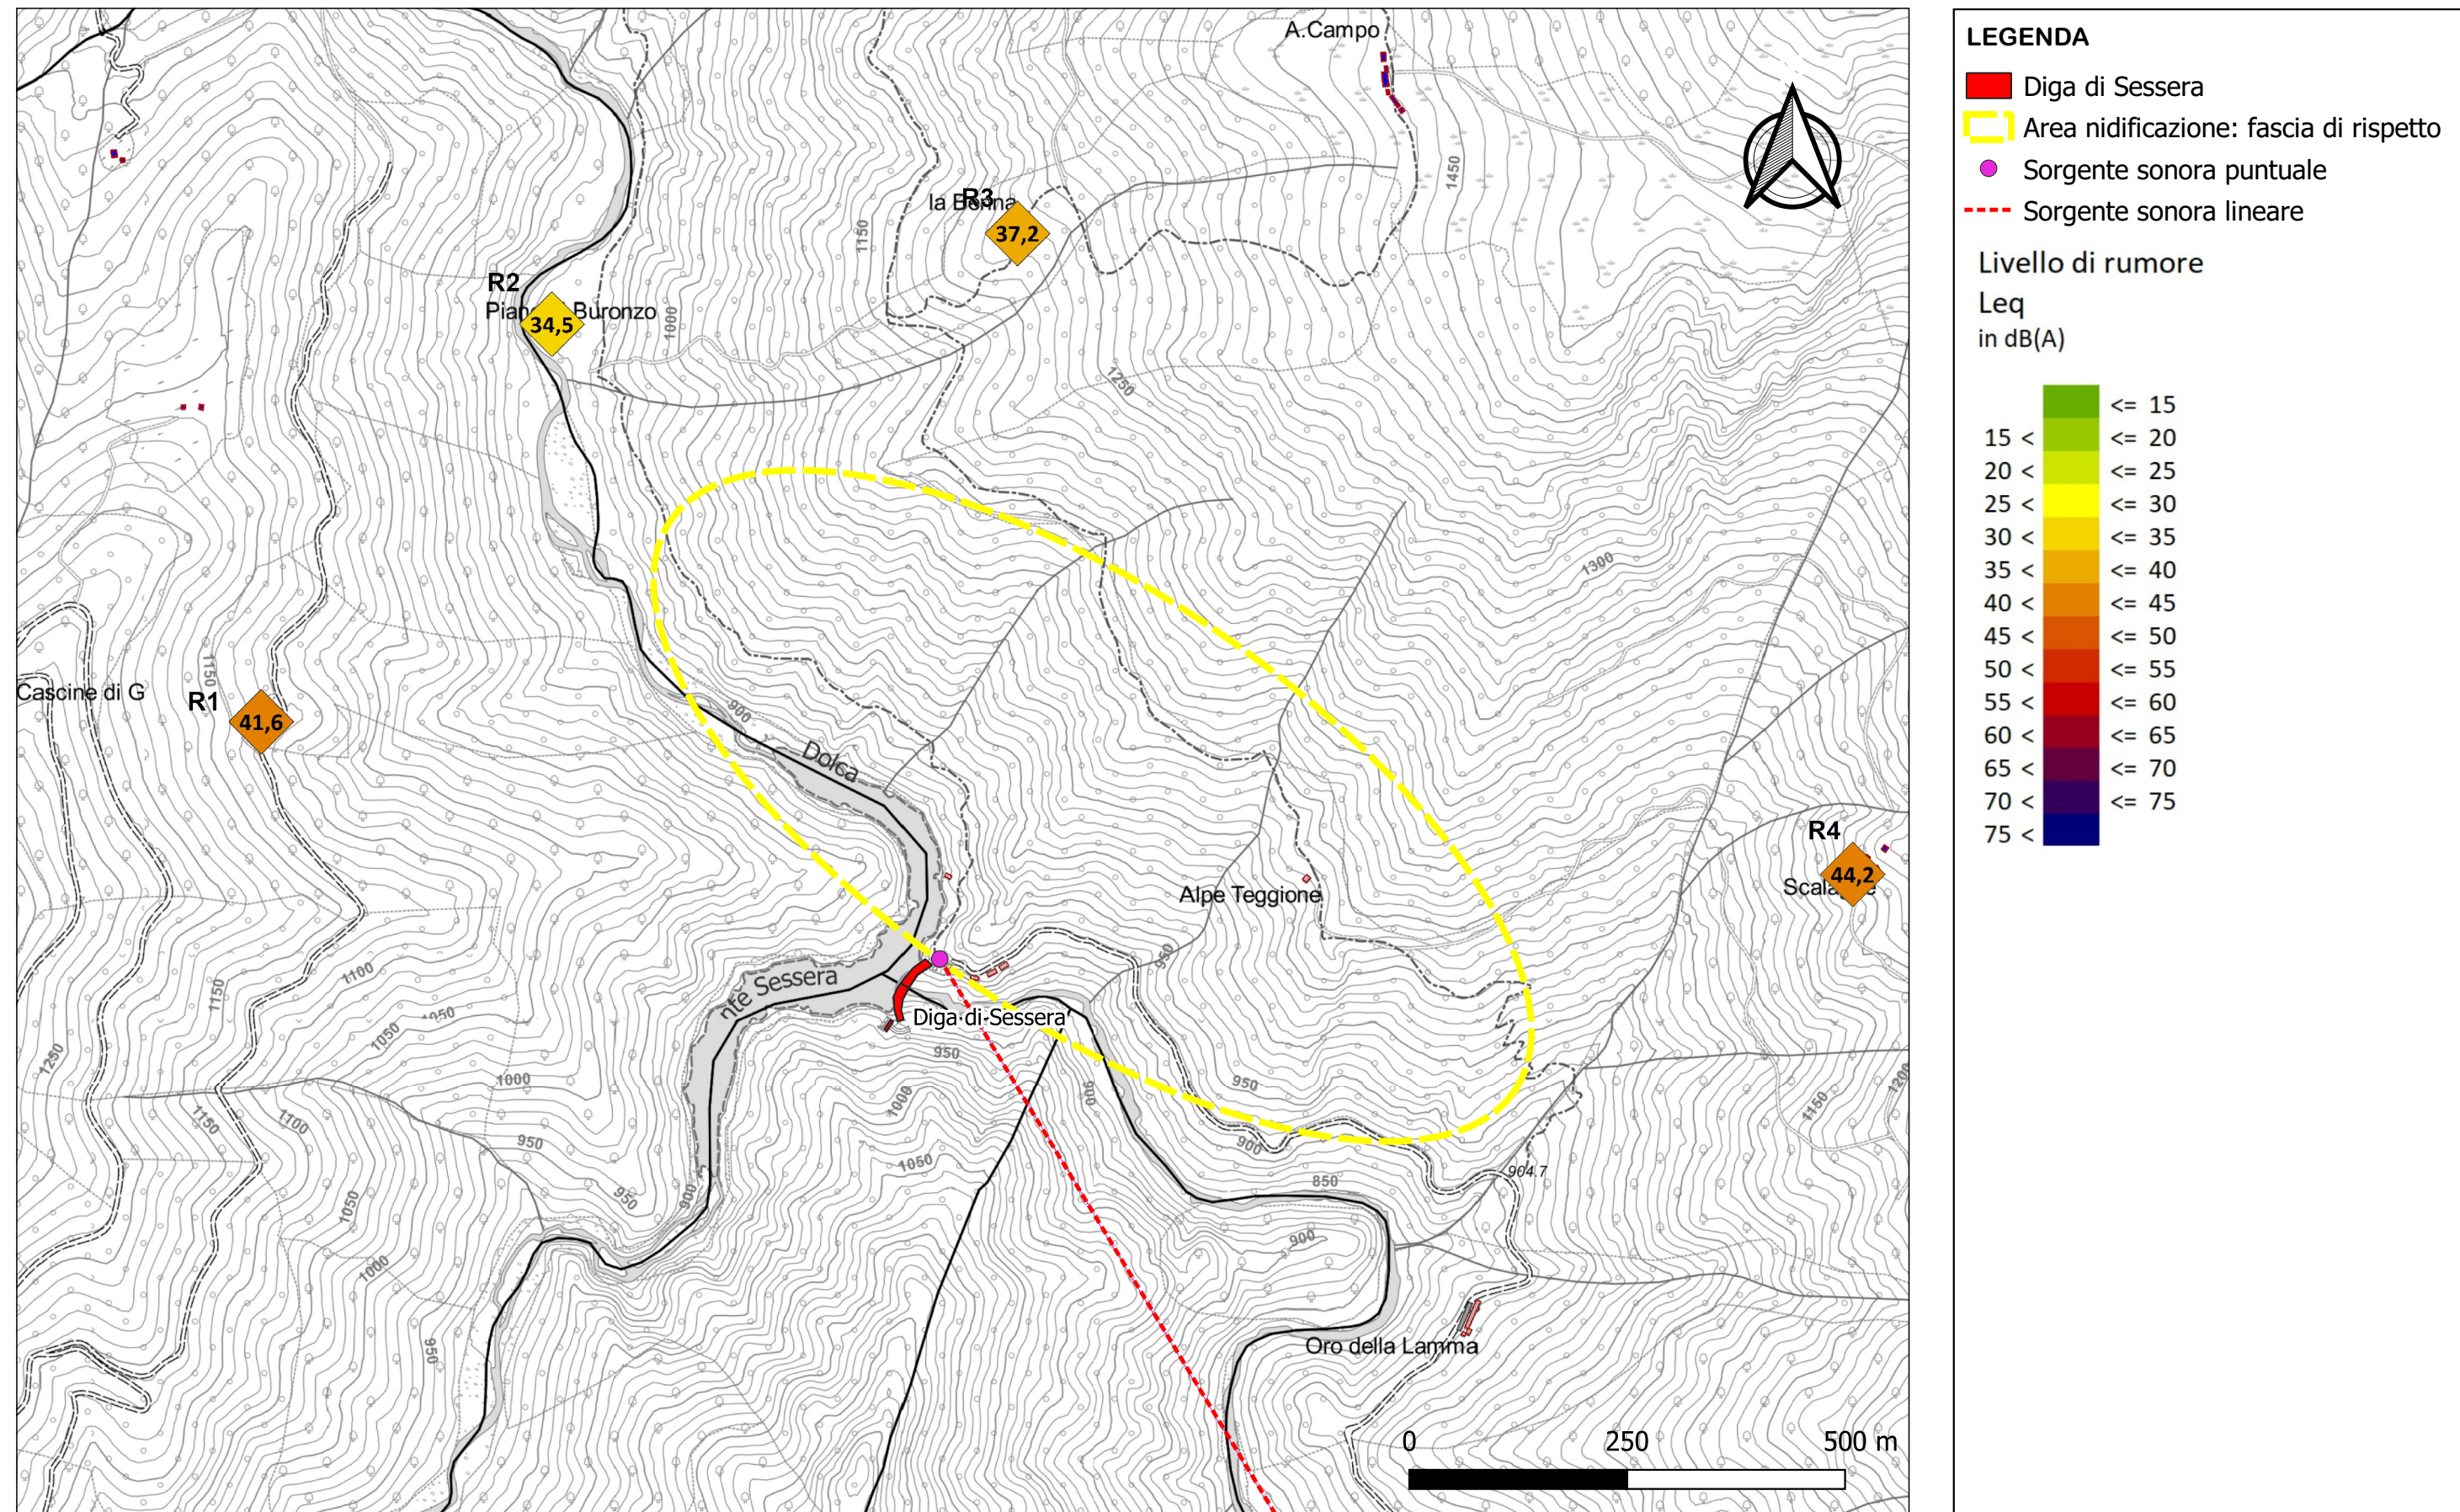 A.Campo
1450
R3
la Benna
37,2
1150
R2
Pian
Buronzo
34,5
1000
1250
1300
1150
Cascine di G
R1
41,6
900
Dolca
R4
44,2
Alpe Teggione
950
nte Sessera
1100
1150
1050
1050
1250
Diga di Sessera
950
1000
900
950
1000
1150
1100
1150
1200
950
1050
900
904.7
850
950
900
1050
900
1000
950
Oro della Lamma
0 250 500 m
LEGENDA
Diga di Sessera
Area nidificazione: fascia di rispetto
Sorgente sonora puntuale
Sorgente sonora lineare
Livello di rumore
Leq
in dB(A)
<= 15
15 < <= 20
20 < <= 25
25 < <= 30
30 < <= 35
35 < <= 40
40 < <= 45
45 < <= 50
50 < <= 55
55 < <= 60
60 < <= 65
65 < <= 70
70 < <= 75
75 <